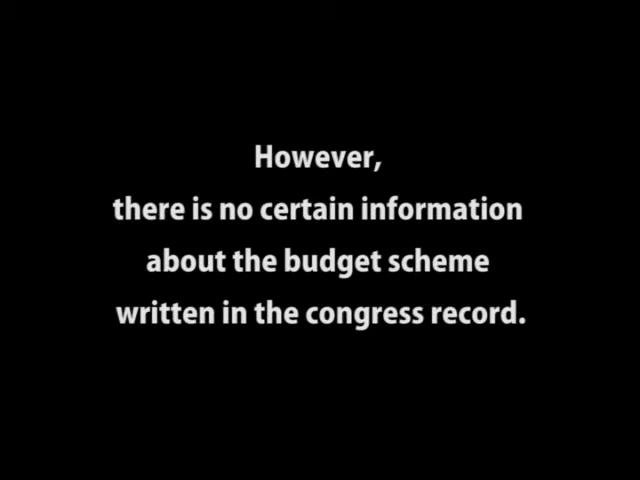 However,
there is no certain information
about the budget scheme
written in the congress record.